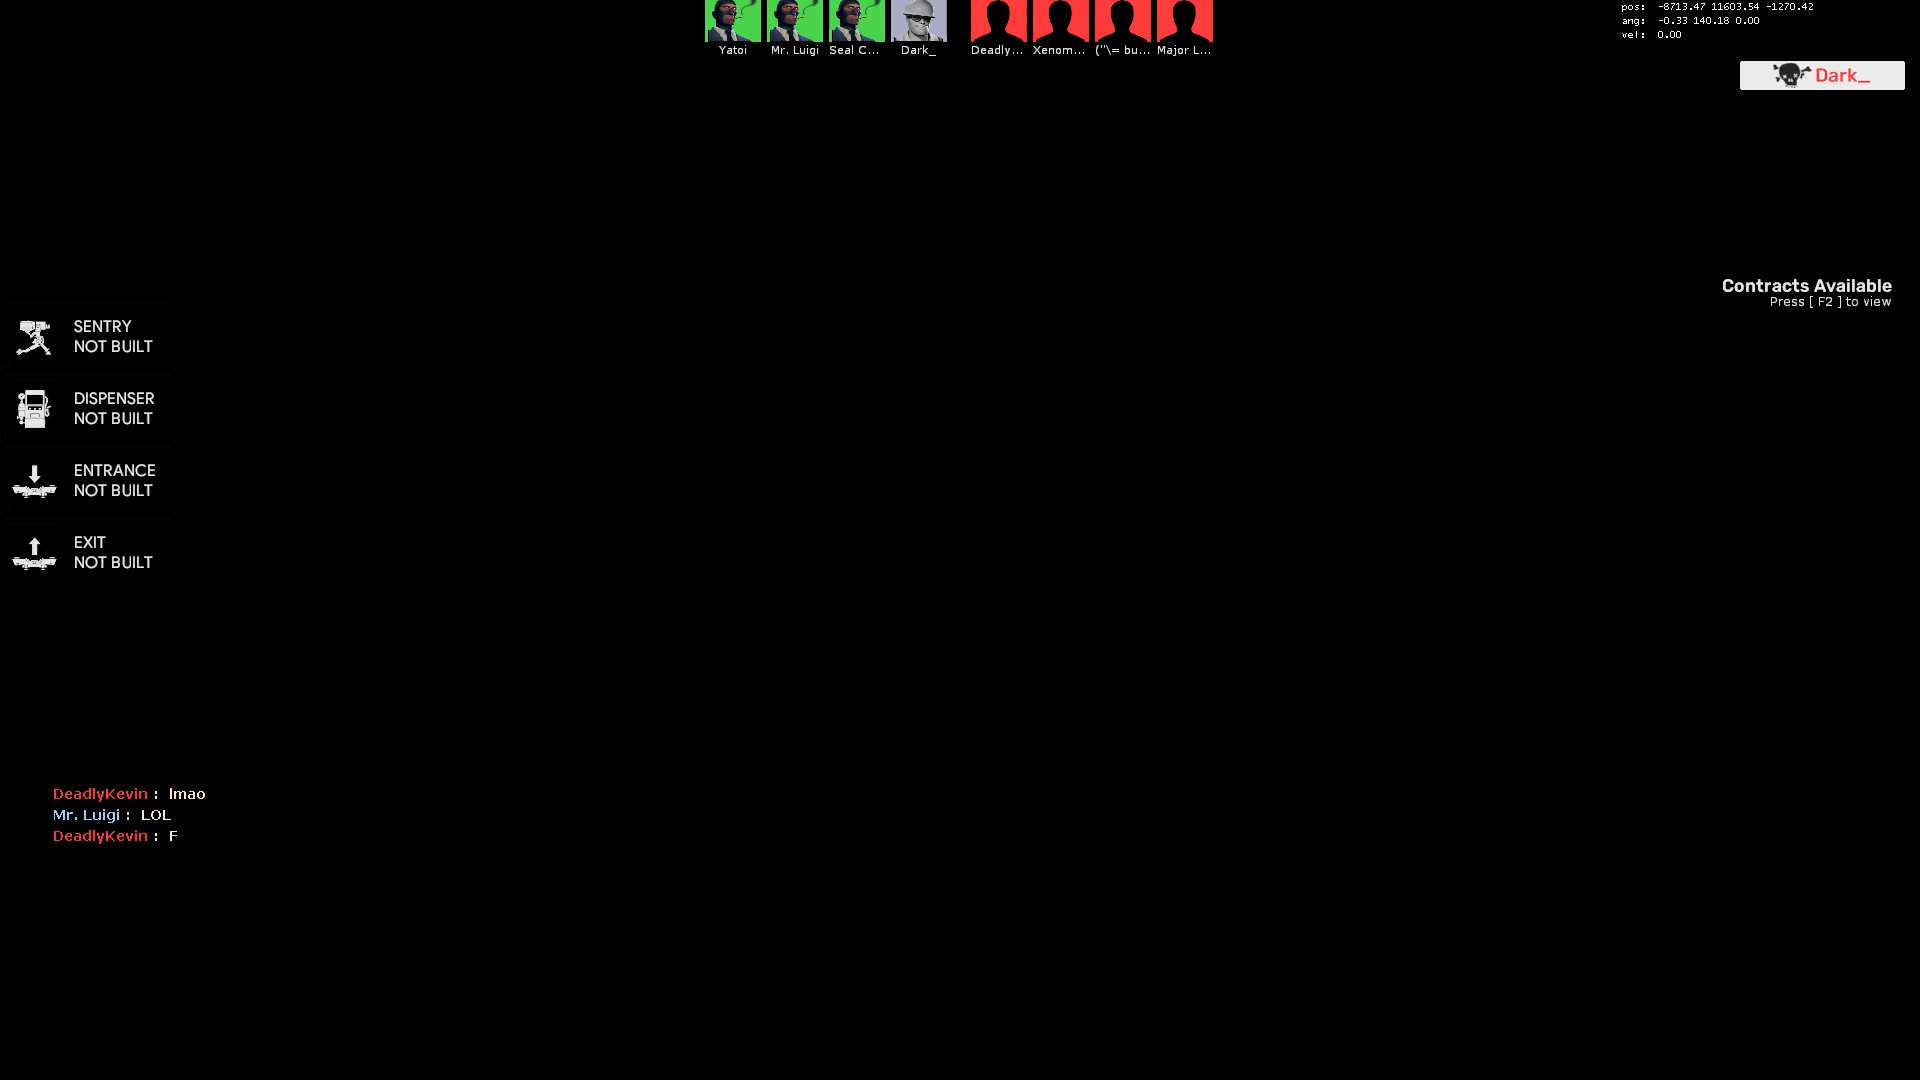 Yatoi
Mr. Luigi
Seal C...
Dark_
Deadly...
Xenom...
("\= bu...
Major L...
pos: -8713.47 11603.54 -1270.42
ang: -0.33 140.18 0.00
vel: 0.00
Dark_
Contracts Available
Press [ F2 ] to view
SENTRY
NOT BUILT
DISPENSER
NOT BUILT
ENTRANCE
NOT BUILT
EXIT
NOT BUILT
DeadlyKevin : lmao
Mr. Luigi : LOL
DeadlyKevin : F